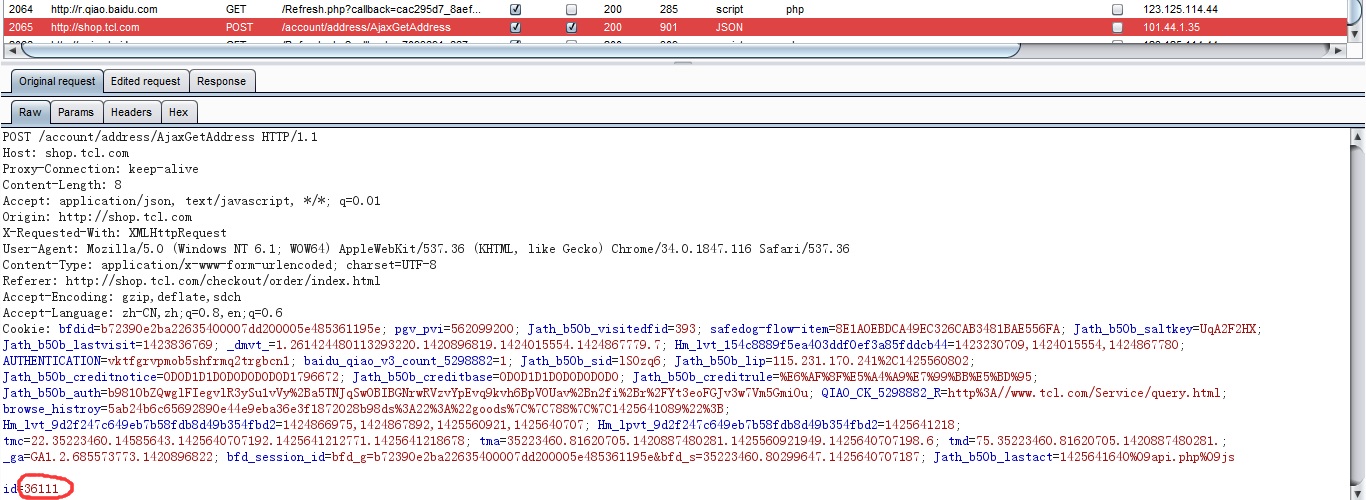 2064 http://r.qiao.baidu.com GET /Refresh.php?callback=cac295d7_8aef... 200 285 script php 123.125.114.44
2065 http://shop.tcl.com POST /account/address/AjaxGetAddress 200 901 JSON 101.44.1.35
Original request Edited request Response
Raw Params Headers Hex
POST /account/address/AjaxGetAddress HTTP/1.1
Host: shop.tcl.com
Proxy-Connection: keep-alive
Content-Length: 8
Accept: application/json, text/javascript, */*; q=0.01
Origin: http://shop.tcl.com
X-Requested-With: XMLHttpRequest
User-Agent: Mozilla/5.0 (Windows NT 6.1; WOW64) AppleWebKit/537.36 (KHTML, like Gecko) Chrome/34.0.1847.116 Safari/537.36
Content-Type: application/x-www-form-urlencoded; charset=UTF-8
Referer: http://shop.tcl.com/checkout/order/index.html
Accept-Encoding: gzip,deflate,sdch
Accept-Language: zh-CN,zh;q=0.8,en;q=0.6
Cookie: bfdid=b72390e2ba22635400007dd200005e485361195e; pgv_pvi=562099200; Jath_b50b_visitedfid=393; safedog-flow-item=8E1A0EBDCA49EC326CAB3481BAE556FA; Jath_b50b_saltkey=UqA2F2HX;
Jath_b50b_lastvisit=1423836769; _dmvt_=1.261424480113293220.1420896819.1424015554.1424867779.7; Hm_lvt_154c8889f5ea403ddf0ef3a85fddcb44=1423230709,1424015554,1424867780;
AUTHENTICATION=vktfgrvpmob5shfrmq2trgbcn1; baidu_qiao_v3_count_5298882=1; Jath_b50b_sid=lS0zq6; Jath_b50b_lip=115.231.170.241%2C1425560802;
Jath_b50b_creditnotice=0D0D1D1D0D0D0D0D0D1796672; Jath_b50b_creditbase=0D0D1D1D0D0D0D0D0; Jath_b50b_creditrule=%E6%AF%8F%E5%A4%A9%E7%99%BB%E5%BD%95;
Jath_b50b_auth=b9810bZQwglFIegvlR3ySulvVy%2Ba5TNJqSwOBIBGNrwRVzvYpEvq9kvh6BpVOUav%2Bn2fi%2Br%2FYt3eoFGJv3w7Vm5GmiOu; QIAO_CK_5298882_R=http%3A//www.tcl.com/Service/query.html;
browse_histroy=5ab24b6c65692890e44e9eba36e3f1872028b98ds%3A22%3A%22goods%7C%7C788%7C%7C1425641089%22%3B;
Hm_lvt_9d2f247c649eb7b58fdb8d49b354fbd2=1424866975,1424867892,1425560921,1425640707; Hm_lpvt_9d2f247c649eb7b58fdb8d49b354fbd2=1425641218;
tmc=22.35223460.14585643.1425640707192.1425641212771.1425641218678; tma=35223460.81620705.1420887480281.1425560921949.1425640707198.6; tmd=75.35223460.81620705.1420887480281.;
_ga=GA1.2.685573773.1420896822; bfd_session_id=bfd_g=b72390e2ba22635400007dd200005e485361195e&bfd_s=35223460.80299647.1425640707187; Jath_b50b_lastact=1425641640%09api.php%09js
id=36111